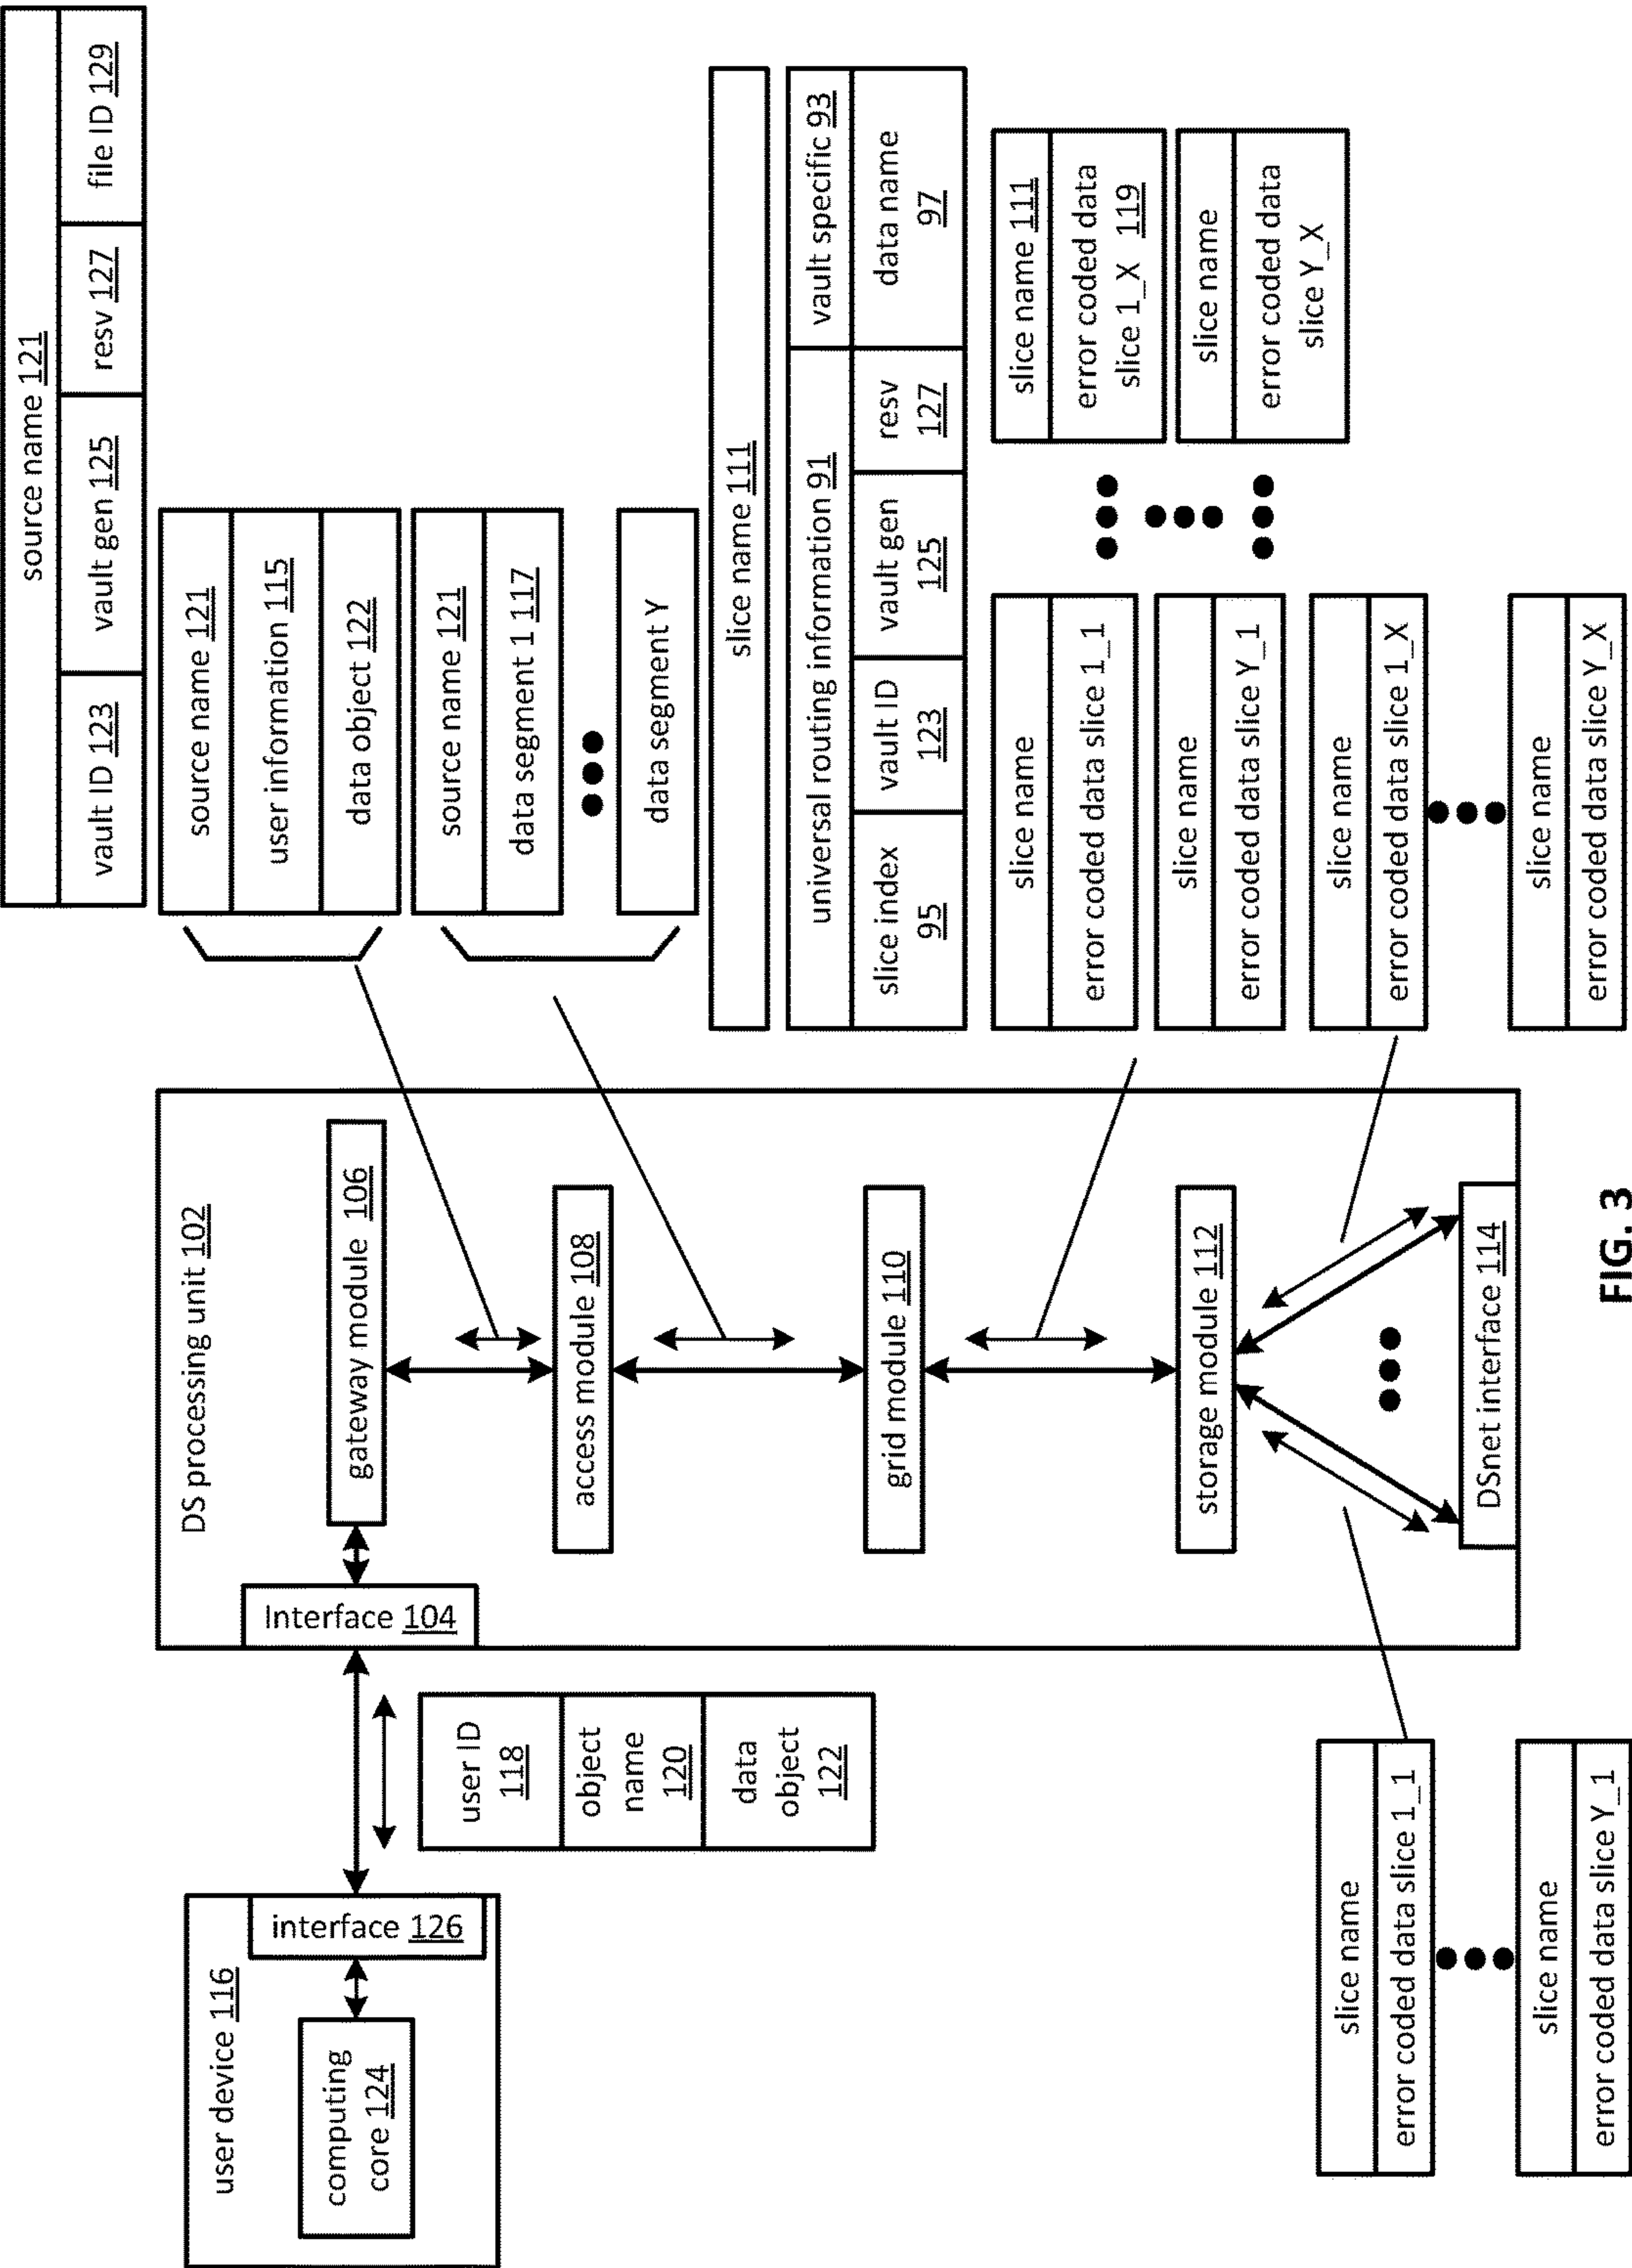 user device 116
computing
core 124
interface 126
user ID
118
object
name
120
data
object
122
DS processing unit 102
Interface 104
gateway module 106
access module 108
grid module 110
storage module 112
DSnet interface 114
source name 121
vault ID 123
vault gen 125
resv 127
file ID 129
source name 121
user information 115
data object 122
source name 121
data segment 1 117
data segment Y
slice name 111
universal routing information 91
vault specific 93
slice index
95
vault ID
123
vault gen
125
resv
127
data name
97
slice name
error coded data slice 1_1
slice name
error coded data slice Y_1
slice name 111
error coded data
slice 1_X 119
slice name
error coded data
slice Y_X
slice name
error coded data slice 1_X
slice name
error coded data slice Y_X
slice name
error coded data slice 1_1
slice name
error coded data slice Y_1
FIG. 3